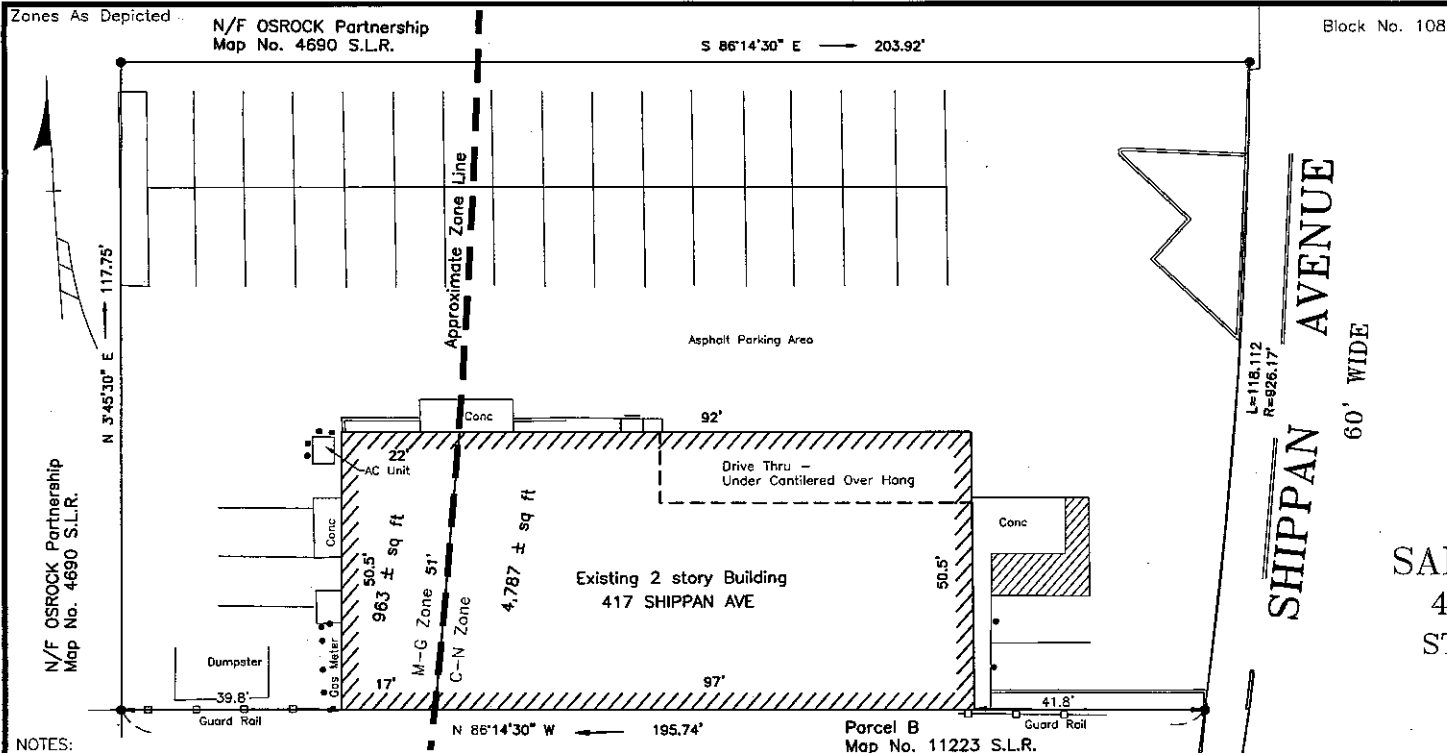 Zones As Depicted
N/F OSROCK Partnership
Map No. 4690 S.L.R.
S 86°14'30" E 203.92'
Block No. 108
N 3°45'30" E 117.75'
Approximate Zone Line
Asphalt Parking Area
SHIPPAN AVENUE
60' WIDE
L=118.112
R=926.17'
Conc
92'
22'
AC Unit
Drive Thru –
Under Cantilered Over Hang
Conc
Conc
N/F OSROCK Partnership
Map No. 4690 S.L.R.
50.5'
963 ± sq ft
M-G Zone 51'
C-N Zone
4,787 ± sq ft
Existing 2 story Building
417 SHIPPAN AVE
50.5'
Dumpster
Gas Meter
39.8'
17'
97'
41.8'
Guard Rail
Guard Rail
N 86°14'30" W 195.74'
Parcel B
Map No. 11223 S.L.R.
NOTES: